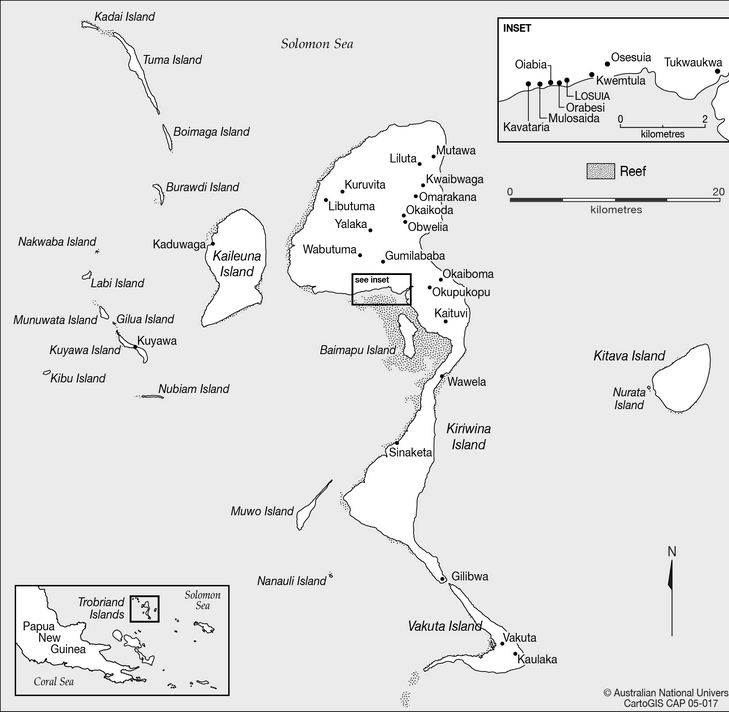 Kadai Island
Solomon Sea
Tuma Island
INSET
Oiabia
Osesuia
Tukwaukwa
Kwemtula
LOSUIA
Orabesi
Mulosaida
Kavataria
0 2
kilometres
Boimaga Island
Mutawa
Liluta
Reef
Burawdi Island
Kuruvita
Kwaibwaga
0 20
kilometres
Omarakana
Libutuma
Okaikoda
Yalaka
Obwelia
Nakwaba Island
Kaduwaga
Kaileuna
Island
Wabutuma
Gumilababa
Labi Island
see inset
Okaiboma
Okupukopu
Munuwata Island
Gilua Island
Kaituvi
Kuyawa
Kuyawa Island
Baimapu Island
Kitava Island
Kibu Island
Nubiam Island
Wawela
Nurata
Island
Kiriwina
Island
Sinaketa
Muwo Island
N
Nanauli Island
Gilibwa
Trobriand
Islands
Solomon
Sea
Papua
New
Guinea
Coral Sea
Vakuta Island
Vakuta
Kaulaka
© Australian National Univers
CartoGIS CAP 05-017